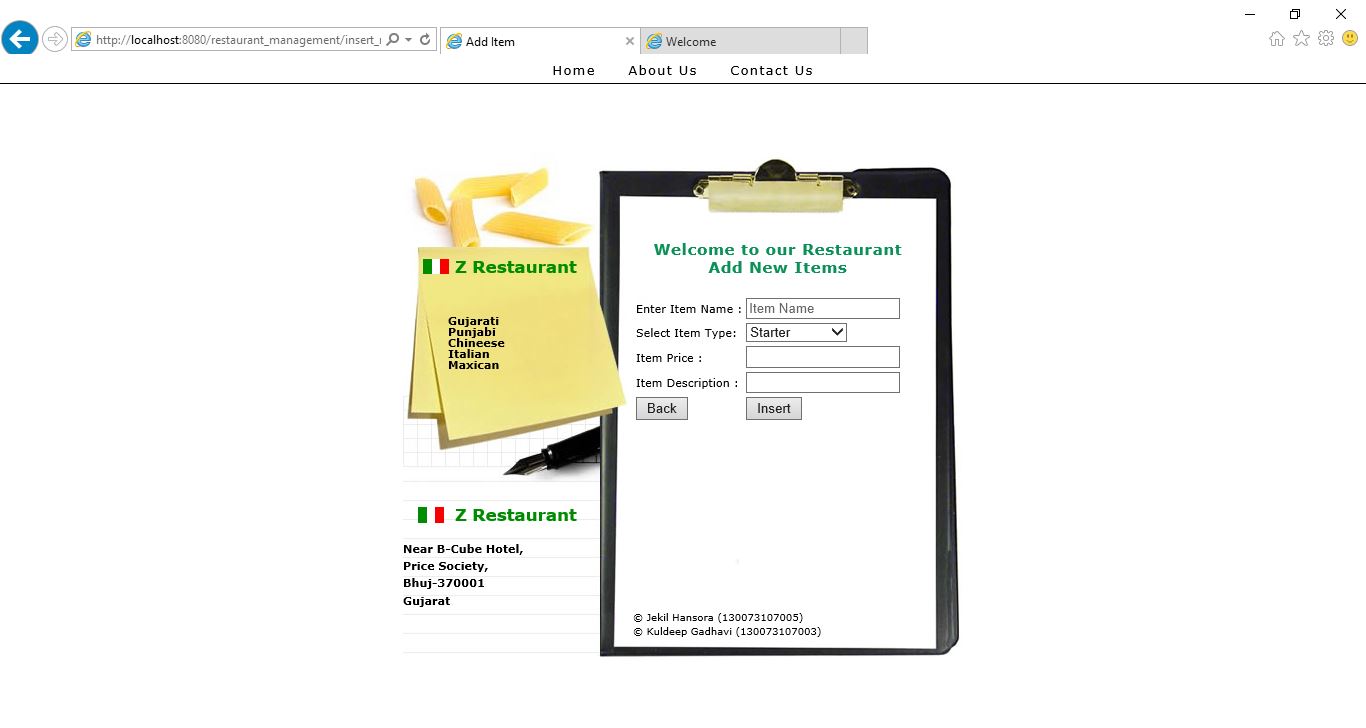 http://localhost:8080/restaurant_management/insert_
Add Item
Welcome
Home About Us Contact Us
Z Restaurant
Gujarati
Punjabi
Chineese
Italian
Maxican
Z Restaurant
Near B-Cube Hotel,
Price Society,
Bhuj-370001
Gujarat
Welcome to our Restaurant
Add New Items
Enter Item Name : Item Name
Select Item Type: Starter
Item Price :
Item Description :
Back Insert
© Jekil Hansora (130073107005)
© Kuldeep Gadhavi (130073107003)